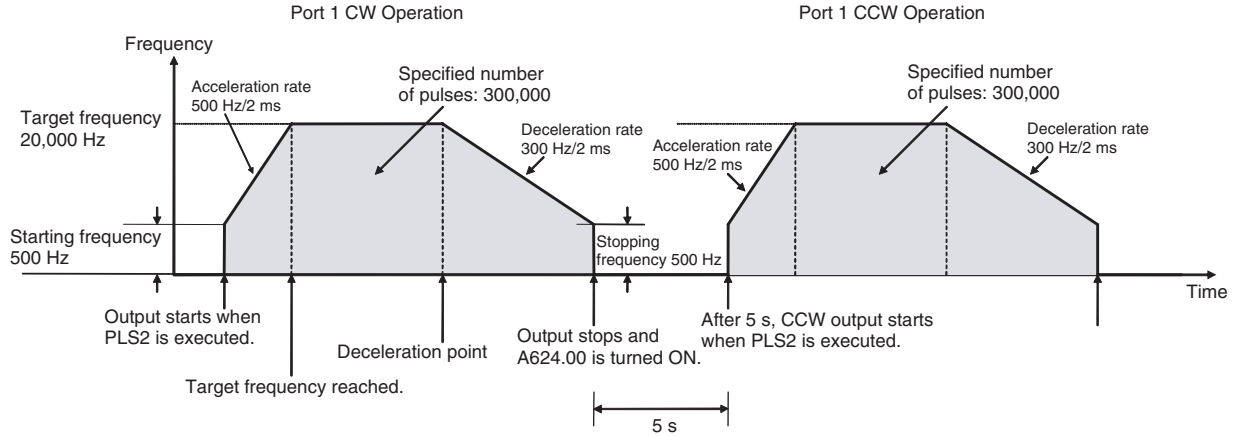 Port 1 CW Operation
Port 1 CCW Operation
Frequency
Acceleration rate
500 Hz/2 ms
Specified number
of pulses: 300,000
Specified number
of pulses: 300,000
Target frequency
20,000 Hz
Deceleration rate
300 Hz/2 ms
Acceleration rate
500 Hz/2 ms
Deceleration rate
300 Hz/2 ms
Starting frequency
500 Hz
Stopping
frequency 500 Hz
Time
Output starts when
PLS2 is executed.
Deceleration point
Output stops and
A624.00 is turned ON.
After 5 s, CCW output starts
when PLS2 is executed.
Target frequency reached.
5 s